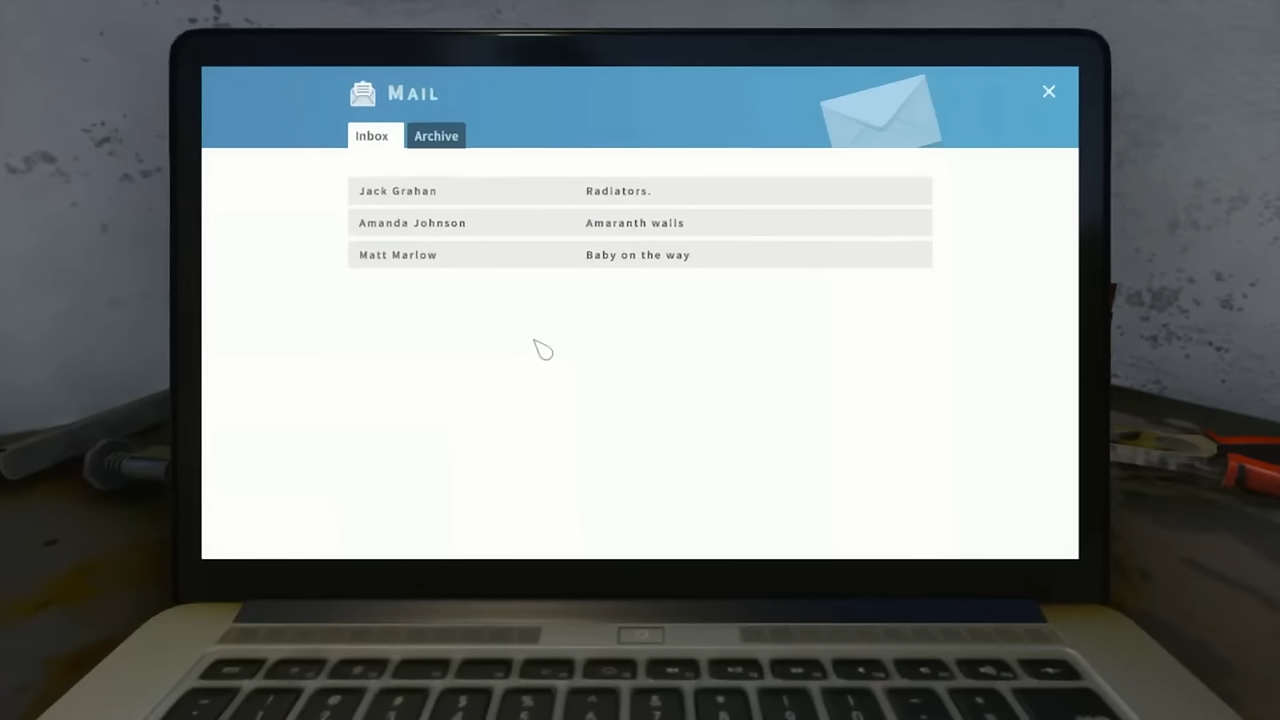 Mail
Inbox Archive
Jack Grahan Radiators.
Amanda Johnson Amaranth walls
Matt Marlow Baby on the way